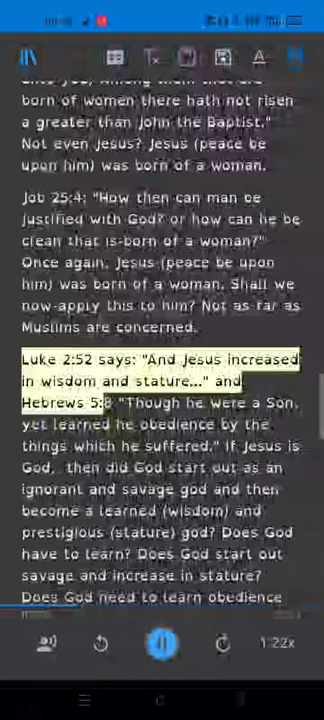 born of women there hath not risen
a greater than John the Baptist."
Not even Jesus? Jesus (peace be
upon him) was born of a woman.
Job 25:4: "How then can man be
justified with God? or how can he be
clean that is born of a woman?"
Once again, Jesus (peace be upon
him) was born of a woman. Shall we
now apply this to him? Not as far as
Muslims are concerned.
Luke 2:52 says: "And Jesus increased
in wisdom and stature..." and
Hebrews 5:8 "Though he were a Son,
yet learned he obedience by the
things which he suffered." If Jesus is
God, then did God start out as an
ignorant and savage god and then
become a learned (wisdom) and
prestigious (stature) god? Does God
have to learn? Does God start out
savage and increase in stature?
Does God need to learn obedience
1.22x